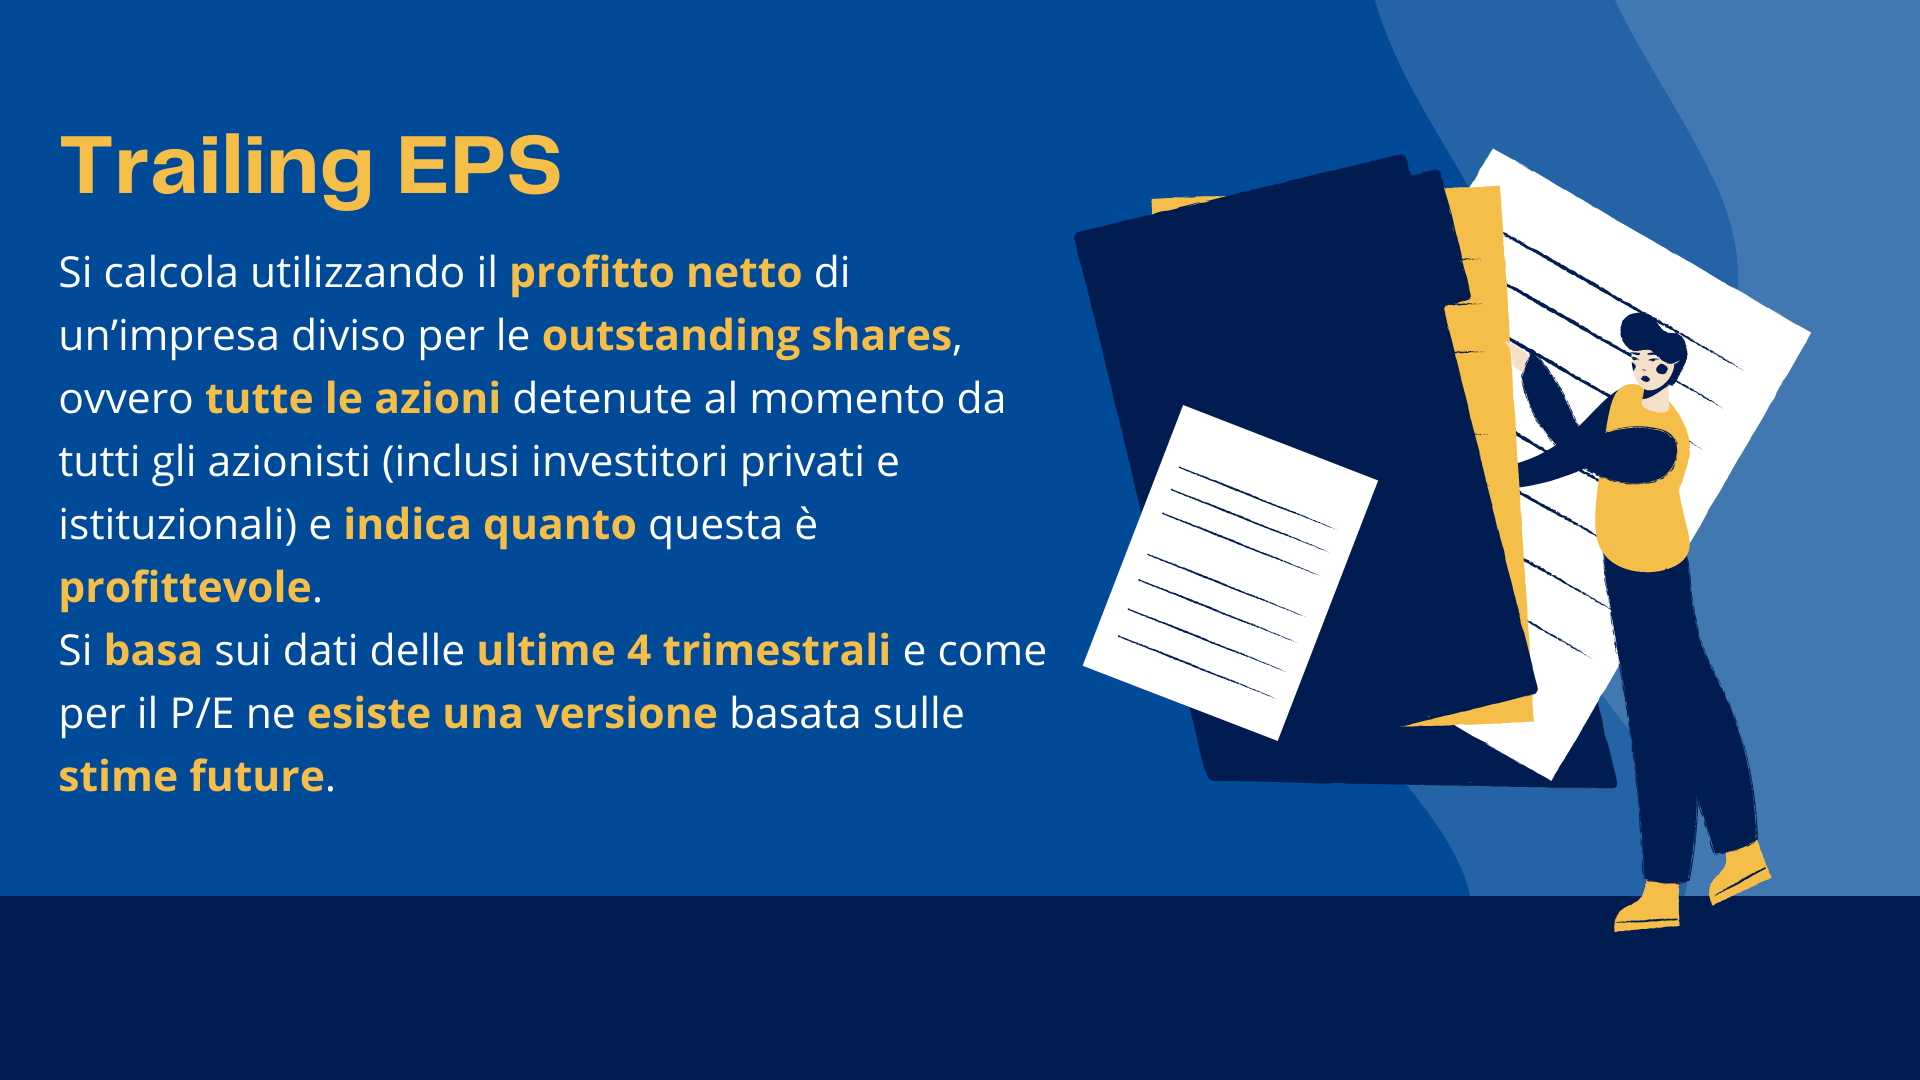 Trailing EPS
Si calcola utilizzando il profitto netto di
un’impresa diviso per le outstanding shares,
ovvero tutte le azioni detenute al momento da
tutti gli azionisti (inclusi investitori privati e
istituzionali) e indica quanto questa è
profittevole.
Si basa sui dati delle ultime 4 trimestrali e come
per il P/E ne esiste una versione basata sulle
stime future.